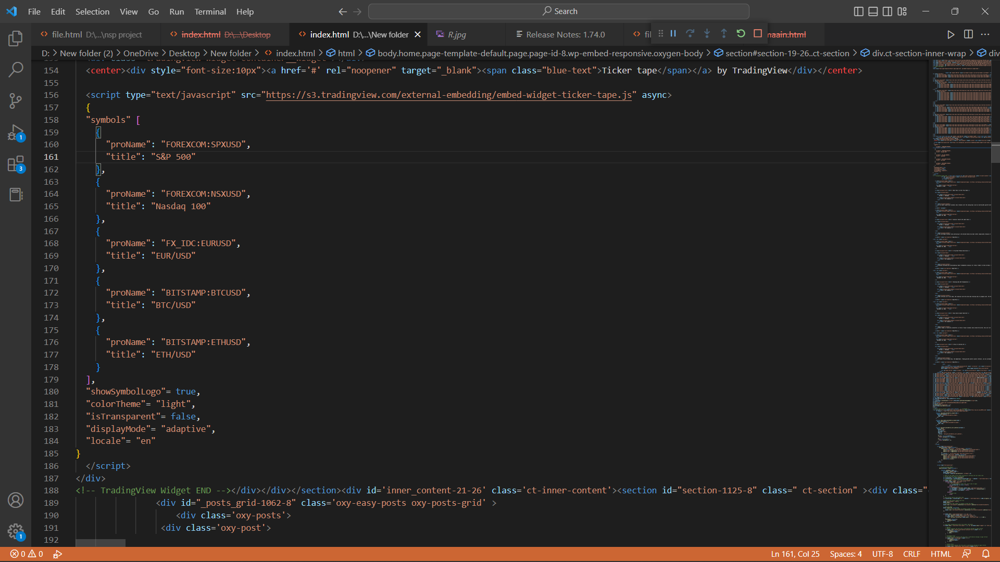 File Edit Selection View Go Run Terminal Help
Search
file.html D:\...\nsp project
index.html D:\...\Desktop
index.html D:\...\New folder
R.jpg
Release Notes: 1.74.0
fil
maain.html
D: > New folder (2) > OneDrive > Desktop > New folder > index.html > html > body.home.page-template-default.page.page-id-8.wp-embed-responsive.oxygen-body > section#section-19-26..ct-section > div.ct-section-inner-wrap > div
154 <center><div style="font-size:10px"><a href='#' rel="noopener" target="_blank"><span class="blue-text">Ticker tape</span></a> by TradingView</div></center>
155
156 <script type="text/javascript" src="https://s3.tradingview.com/external-embedding/embed-widget-ticker-tape.js" async>
157 {
158 "symbols" [
159 {
160 "proName": "FOREXCOM:SPXUSD",
161 "title": "S&P 500"
162 },
163 {
164 "proName": "FOREXCOM:NSXUSD",
165 "title": "Nasdaq 100"
166 },
167 {
168 "proName": "FX_IDC:EURUSD",
169 "title": "EUR/USD"
170 },
171 {
172 "proName": "BITSTAMP:BTCUSD",
173 "title": "BTC/USD"
174 },
175 {
176 "proName": "BITSTAMP:ETHUSD",
177 "title": "ETH/USD"
178 }
179 ],
180 "showSymbolLogo"= true,
181 "colorTheme"= "light",
182 "isTransparent"= false,
183 "displayMode"= "adaptive",
184 "locale"= "en"
185 }
186 </script>
187 </div>
188 <!-- TradingView Widget END --></div></div></section><div id='inner_content-21-26' class='ct-inner-content'><section id="section-1125-8" class=" ct-section" ><div class="
189 <div id="_posts_grid-1062-8" class='oxy-easy-posts oxy-posts-grid' >
190 <div class='oxy-posts'>
191 <div class='oxy-post'>
192
1
3
1
0 0
Ln 161, Col 25 Spaces: 4 UTF-8 CRLF HTML